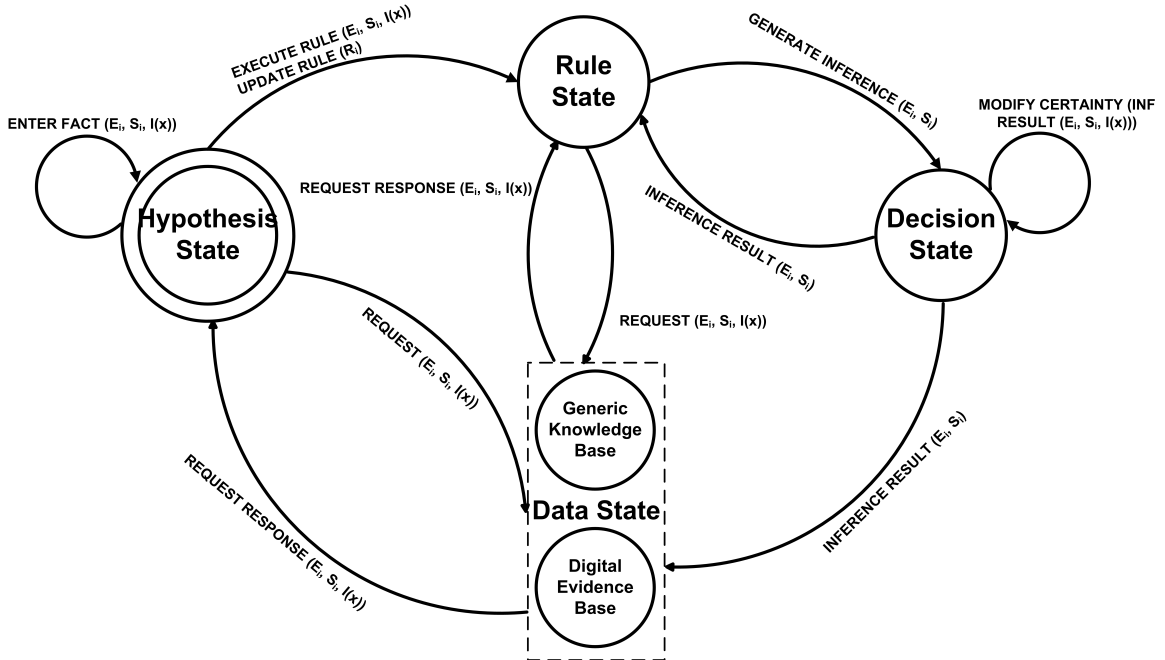 EXECUTE RULE (Eᵢ, Sᵢ, I(x))
UPDATE RULE (Rᵢ)
Rule
State
GENERATE INFERENCE (Eᵢ, Sᵢ)
MODIFY CERTAINTY (INF
RESULT (Eᵢ, Sᵢ, I(x)))
ENTER FACT (Eᵢ, Sᵢ, I(x))
REQUEST RESPONSE (Eᵢ, Sᵢ, I(x))
INFERENCE RESULT (Eᵢ, Sᵢ)
Hypothesis
State
Decision
State
REQUEST (Eᵢ, Sᵢ, I(x))
REQUEST (Eᵢ, Sᵢ, I(x))
Generic
Knowledge
Base
Data State
INFERENCE RESULT (Eᵢ, Sᵢ)
REQUEST RESPONSE (Eᵢ, Sᵢ, I(x))
Digital
Evidence
Base